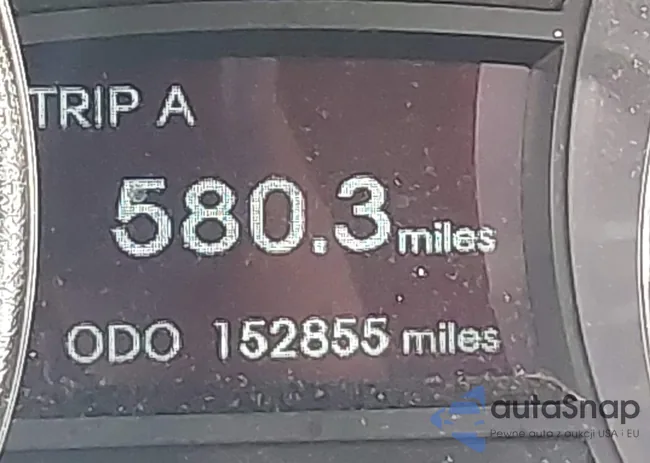 TRIP A
580.3 miles
ODO 152855 miles
autaSnap
Pewne auta z aukcji USA i EU